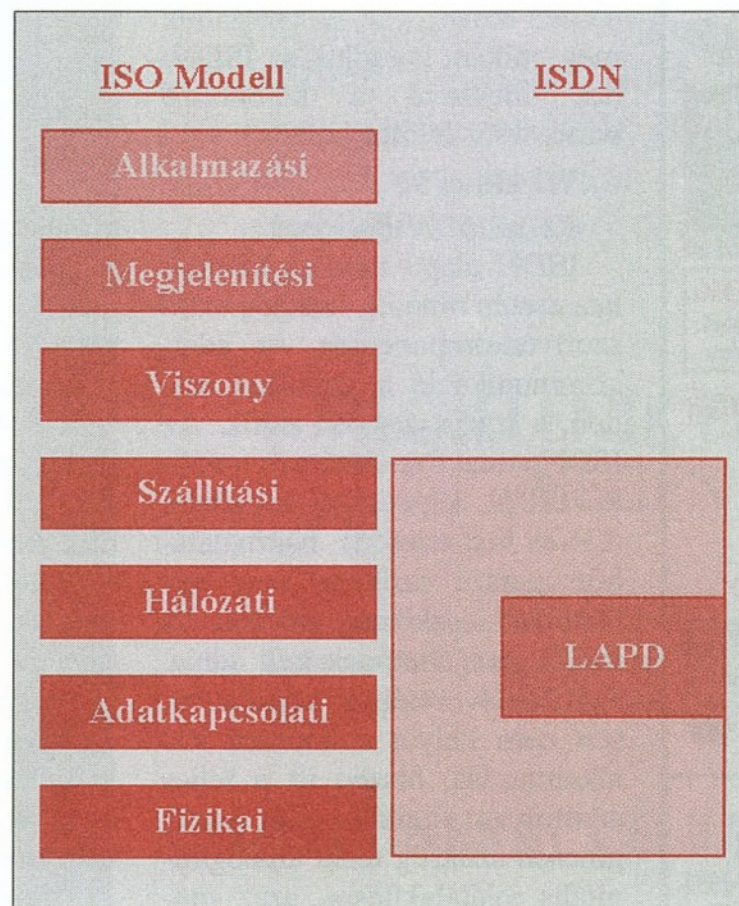 ISO Modell
ISDN
Alkalmazási
Megjelenítési
Viszony
Szállítási
Hálózati
LAPD
Adatkapcsolati
Fizikai